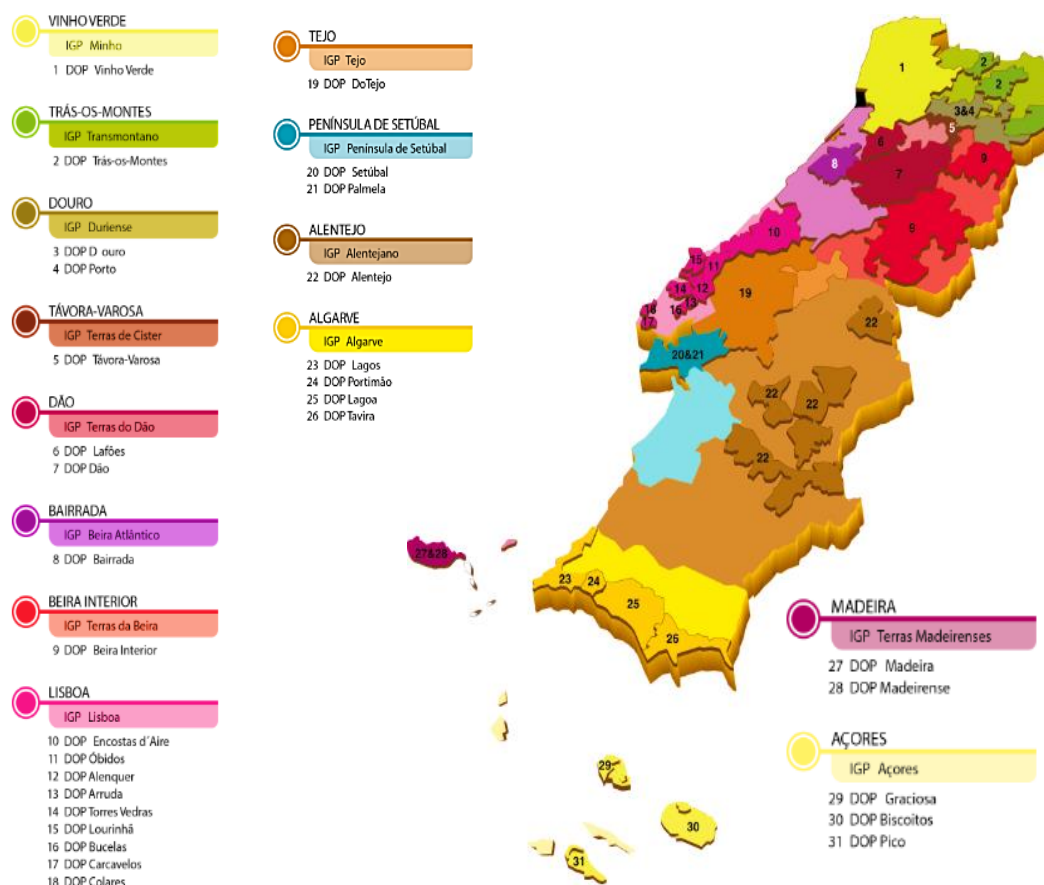 VINHO VERDE
IGP Minho
1 DOP Vinho Verde
TRÁS-OS-MONTES
IGP Transmontano
2 DOP Trás-os-Montes
DOURO
IGP Duriense
3 DOP D ouro
4 DOP Porto
TÁVORA-VAROSA
IGP Terras de Cister
5 DOP Távora-Varosa
DÃO
IGP Terras do Dão
6 DOP Lafões
7 DOP Dão
BAIRRADA
IGP Beira Atlântico
8 DOP Bairrada
BEIRA INTERIOR
IGP Terras da Beira
9 DOP Beira Interior
LISBOA
IGP Lisboa
10 DOP Encostas d´Aire
11 DOP Óbidos
12 DOP Alenquer
13 DOP Arruda
14 DOP Torres Vedras
15 DOP Lourinhã
16 DOP Bucelas
17 DOP Carcavelos
18 DOP Colares
TEJO
IGP Tejo
19 DOP DoTejo
PENÍNSULA DE SETÚBAL
IGP Península de Setúbal
20 DOP Setúbal
21 DOP Palmela
ALENTEJO
IGP Alentejano
22 DOP Alentejo
ALGARVE
IGP Algarve
23 DOP Lagos
24 DOP Portimão
25 DOP Lagoa
26 DOP Tavira
1
2
2
3&4
5
6
8
7
9
9
10
15
11
14
12
13
16
18
17
19
20&21
22
22
22
22
27&28
23
24
25
26
MADEIRA
IGP Terras Madeirenses
27 DOP Madeira
28 DOP Madeirense
AÇORES
IGP Açores
29 DOP Graciosa
30 DOP Biscoitos
31 DOP Pico
29
30
31